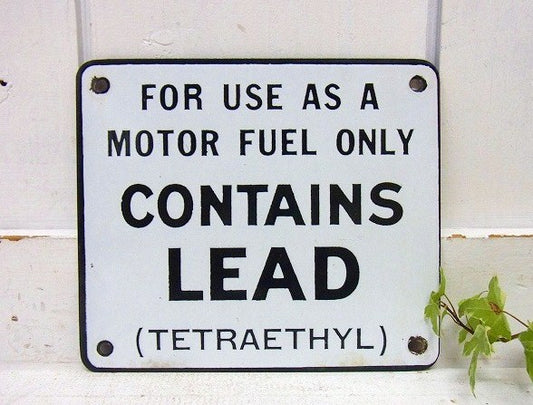 FOR USE AS A
MOTOR FUEL ONLY
CONTAINS
LEAD
(TETRAETHYL)